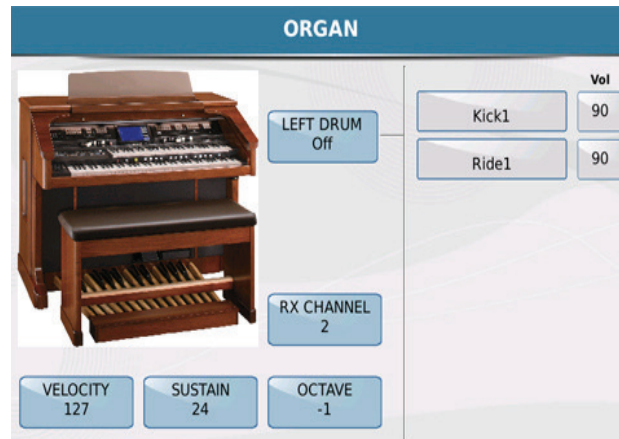 ORGAN
LEFT DRUM
Off
RX CHANNEL
2
VELOCITY
127
SUSTAIN
24
OCTAVE
-1
Vol
Kick1
90
Ride1
90